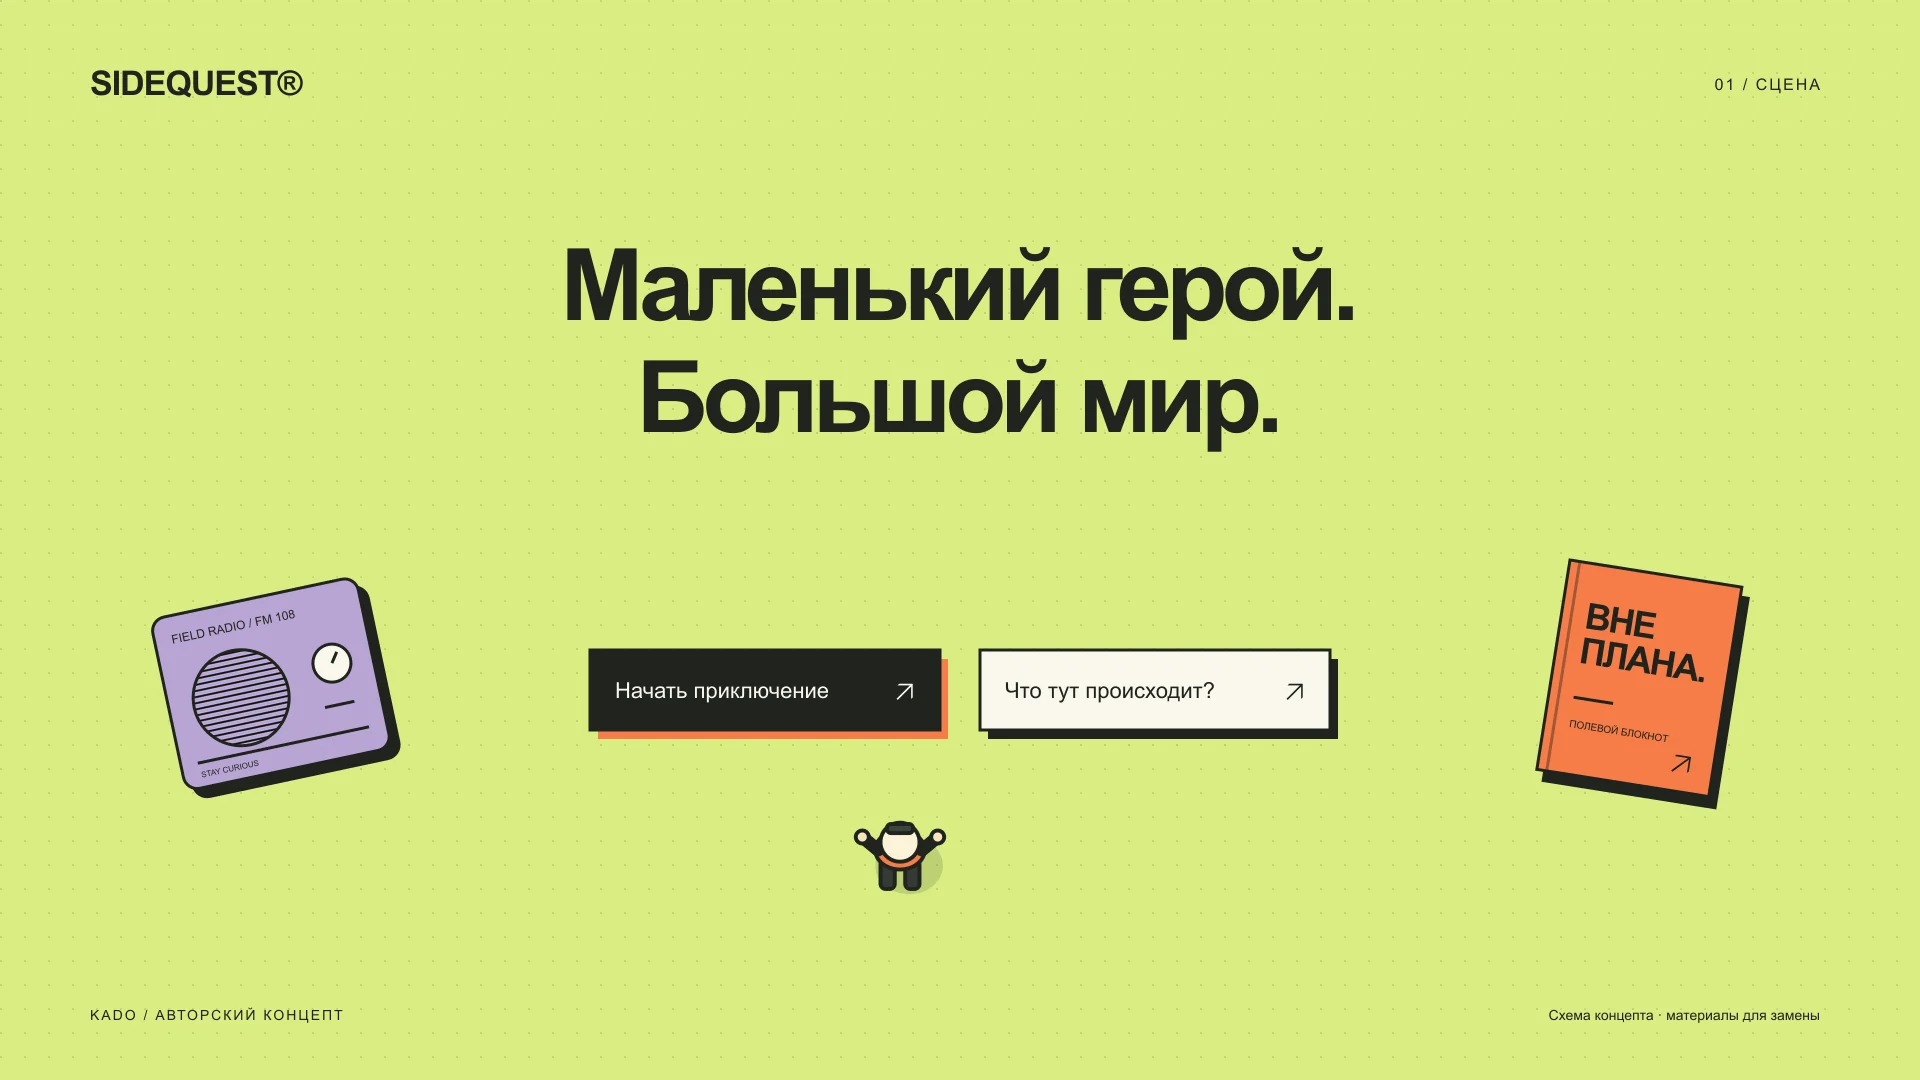 SIDEQUEST®
01 / СЦЕНА
Маленький герой.
Большой мир.
FIELD RADIO / FM 108
STAY CURIOUS
Начать приключение
Что тут происходит?
ВНЕ
ПЛАНА.
ПОЛЕВОЙ БЛОКНОТ
KADO / АВТОРСКИЙ КОНЦЕПТ
Схема концепта · материалы для замены